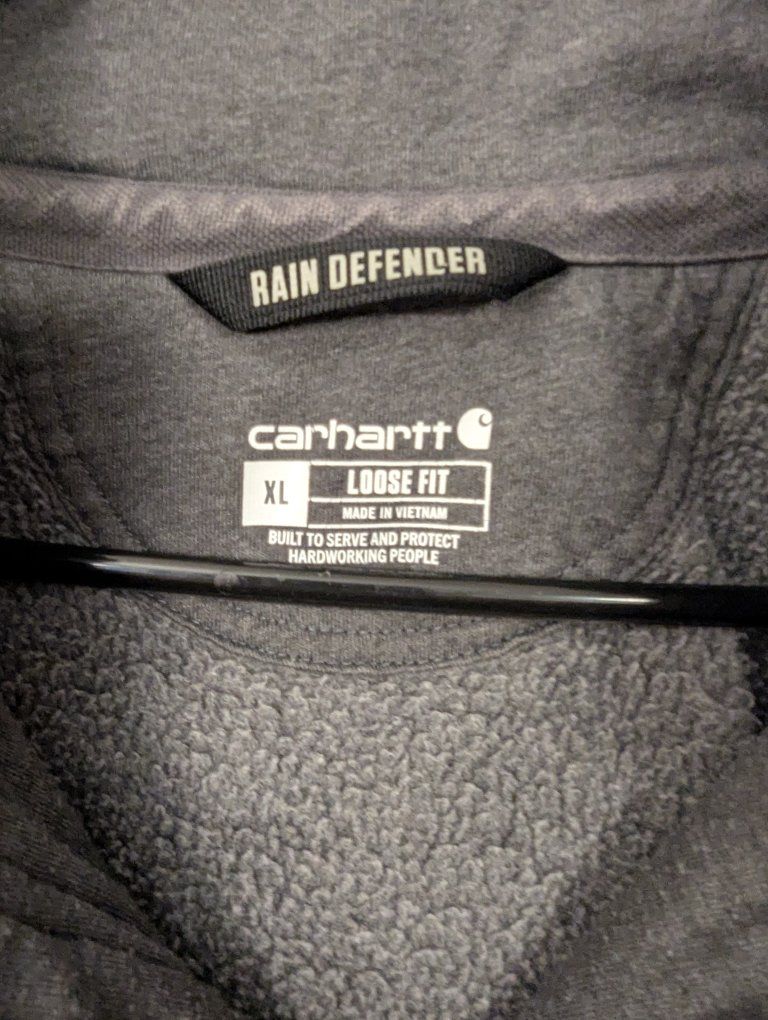 RAIN DEFENDER
carhartt
XL
LOOSE FIT
MADE IN VIETNAM
BUILT TO SERVE AND PROTECT
HARDWORKING PEOPLE